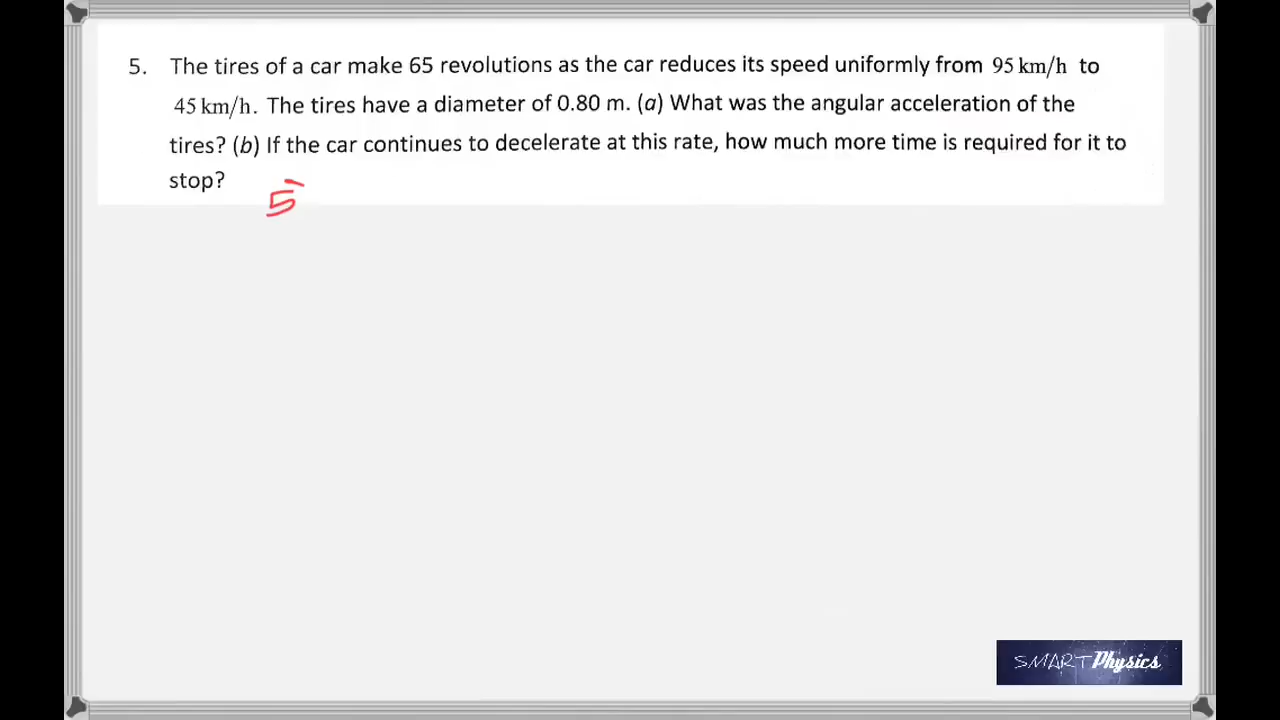 5. The tires of a car make 65 revolutions as the car reduces its speed uniformly from 95 km/h to
45 km/h. The tires have a diameter of 0.80 m. (a) What was the angular acceleration of the
tires? (b) If the car continues to decelerate at this rate, how much more time is required for it to
stop?
5
SMART Physics